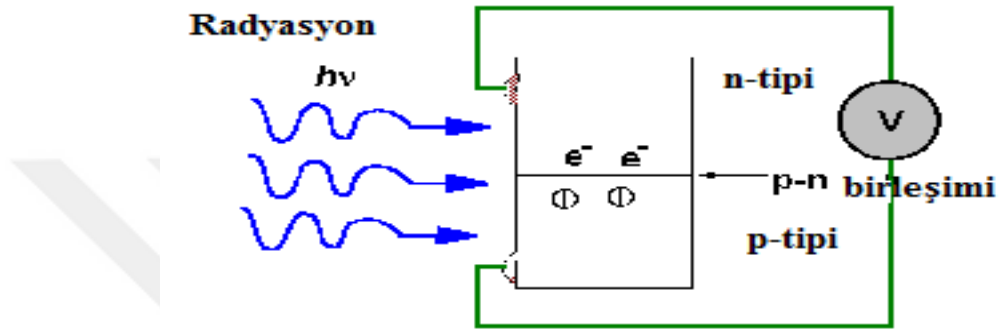 Radyasyon
hν
n-tipi
V
e⁻ e⁻
p-n birleşimi
p-tipi